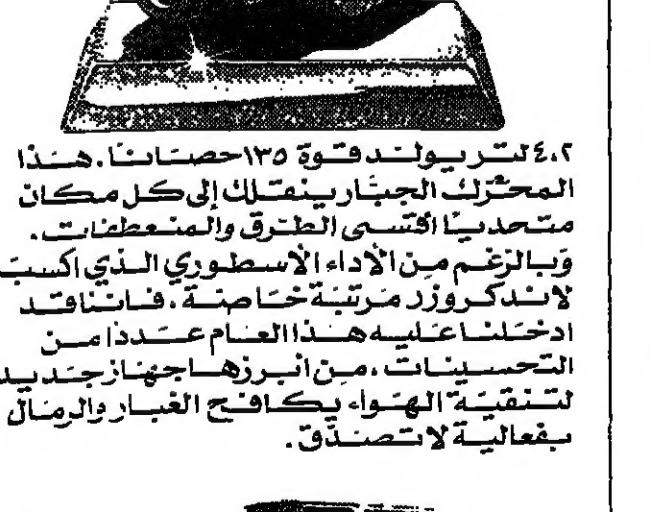 ٤،٢ لتر يولد قوة ١٣٥ حصانا. هذا
المحرك الجبار ينقلك إلى كل مكان
متحديا أقسى الطرق والمنعطفات.
وبالرغم من الأداء الأسطوري الذي اكسب
لاندكروزر مرتبة خاصة. فاننا قد
ادخلنا عليه هذا العام عددا من
التحسينات، من ابرزها جهاز جديد
لتنقية الهواء يكافح الغبار والرمال
بفعالية لا تصدق.